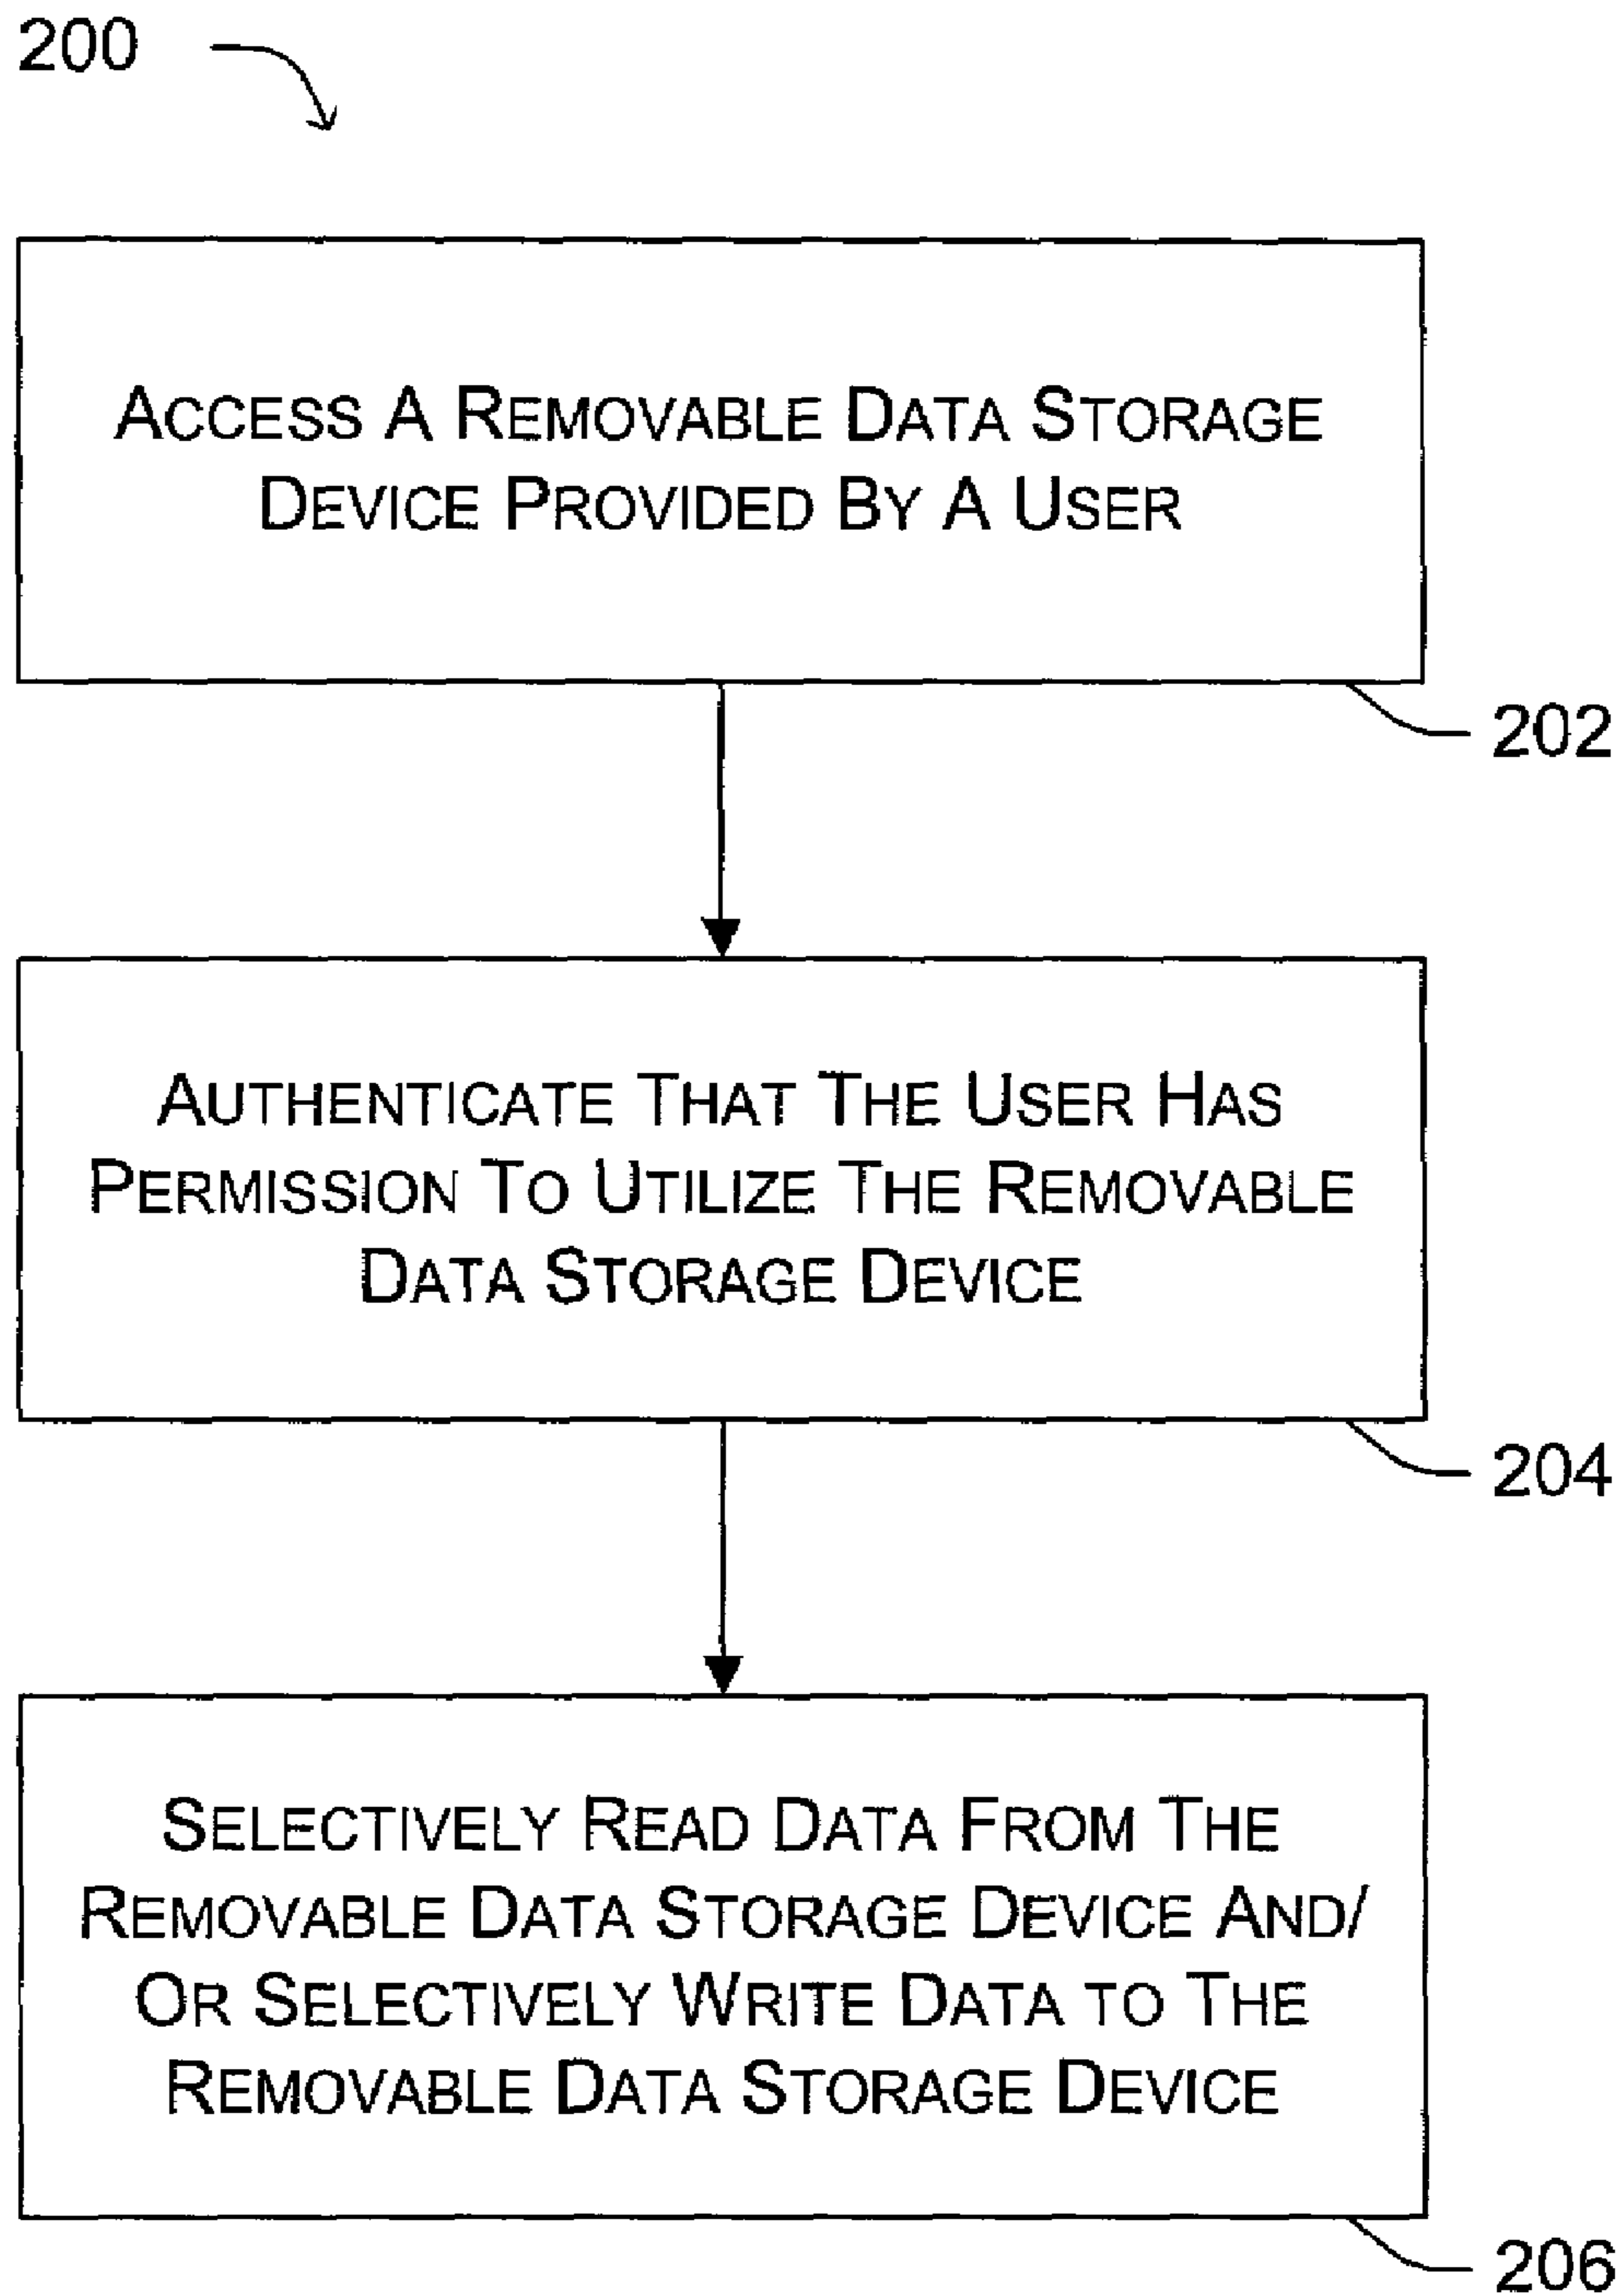 200
ACCESS A REMOVABLE DATA STORAGE
DEVICE PROVIDED BY A USER
202
AUTHENTICATE THAT THE USER HAS
PERMISSION TO UTILIZE THE REMOVABLE
DATA STORAGE DEVICE
204
SELECTIVELY READ DATA FROM THE
REMOVABLE DATA STORAGE DEVICE AND/
OR SELECTIVELY WRITE DATA TO THE
REMOVABLE DATA STORAGE DEVICE
206